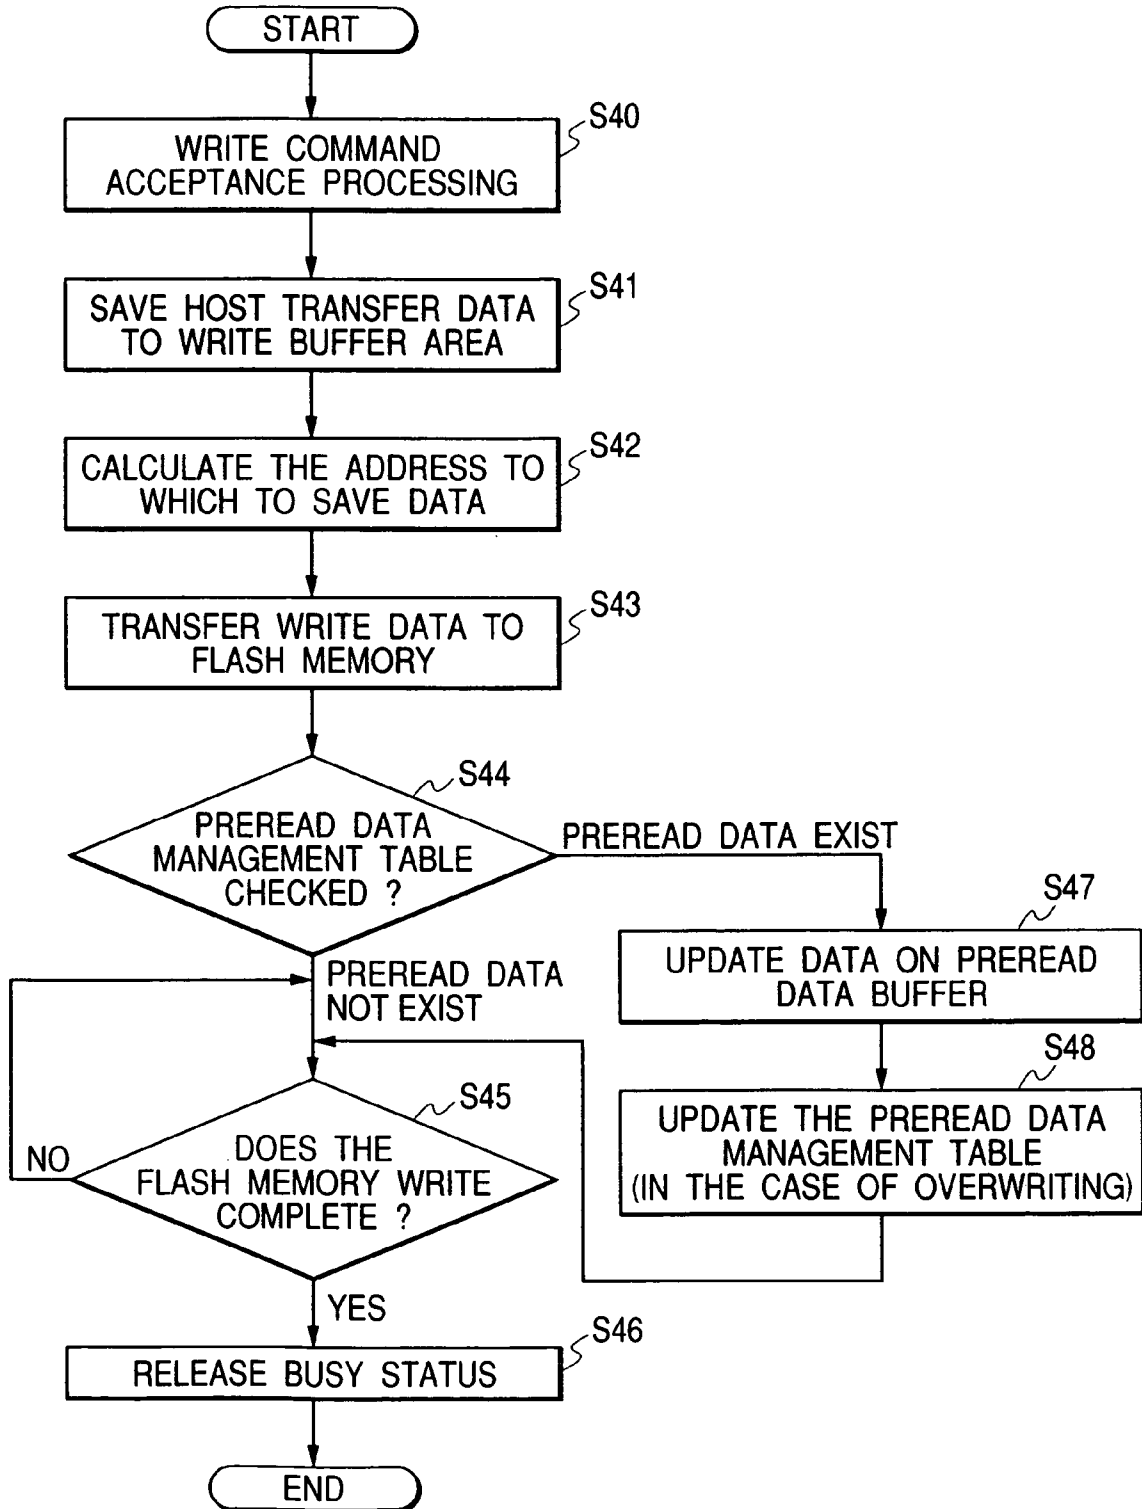 START
S40
WRITE COMMAND
ACCEPTANCE PROCESSING
S41
SAVE HOST TRANSFER DATA
TO WRITE BUFFER AREA
S42
CALCULATE THE ADDRESS TO
WHICH TO SAVE DATA
S43
TRANSFER WRITE DATA TO
FLASH MEMORY
S44
PREREAD DATA
MANAGEMENT TABLE
CHECKED ?
PREREAD DATA EXIST
S47
UPDATE DATA ON PREREAD
DATA BUFFER
PREREAD DATA
NOT EXIST
S48
UPDATE THE PREREAD DATA
MANAGEMENT TABLE
(IN THE CASE OF OVERWRITING)
S45
DOES THE
FLASH MEMORY WRITE
COMPLETE ?
NO
YES
S46
RELEASE BUSY STATUS
END